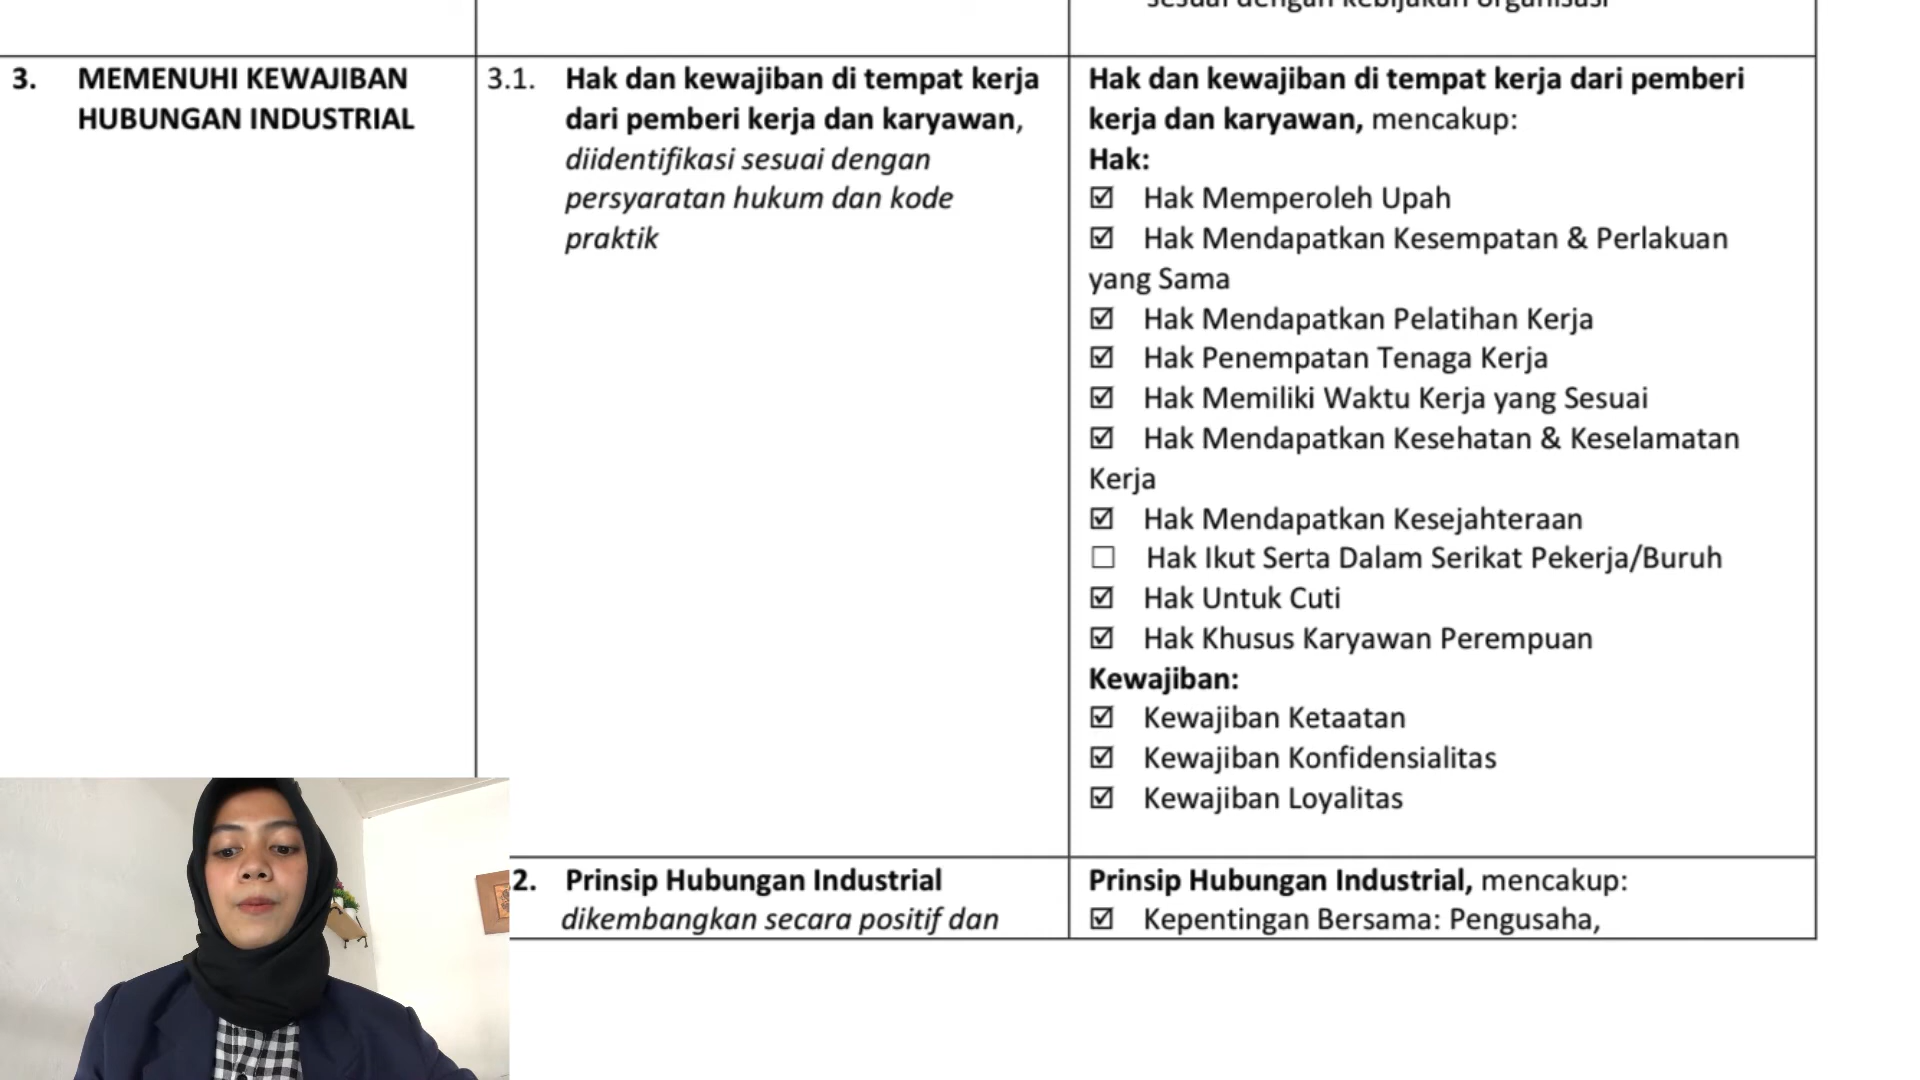 sesuai dengan kebijakan organisasi
3. MEMENUHI KEWAJIBAN
HUBUNGAN INDUSTRIAL
3.1. Hak dan kewajiban di tempat kerja
dari pemberi kerja dan karyawan,
diidentifikasi sesuai dengan
persyaratan hukum dan kode
praktik
Hak dan kewajiban di tempat kerja dari pemberi
kerja dan karyawan, mencakup:
Hak:
☑ Hak Memperoleh Upah
☑ Hak Mendapatkan Kesempatan & Perlakuan
yang Sama
☑ Hak Mendapatkan Pelatihan Kerja
☑ Hak Penempatan Tenaga Kerja
☑ Hak Memiliki Waktu Kerja yang Sesuai
☑ Hak Mendapatkan Kesehatan & Keselamatan
Kerja
☑ Hak Mendapatkan Kesejahteraan
☐ Hak Ikut Serta Dalam Serikat Pekerja/Buruh
☑ Hak Untuk Cuti
☑ Hak Khusus Karyawan Perempuan
Kewajiban:
☑ Kewajiban Ketaatan
☑ Kewajiban Konfidensialitas
☑ Kewajiban Loyalitas
2. Prinsip Hubungan Industrial
dikembangkan secara positif dan
Prinsip Hubungan Industrial, mencakup:
☑ Kepentingan Bersama: Pengusaha,